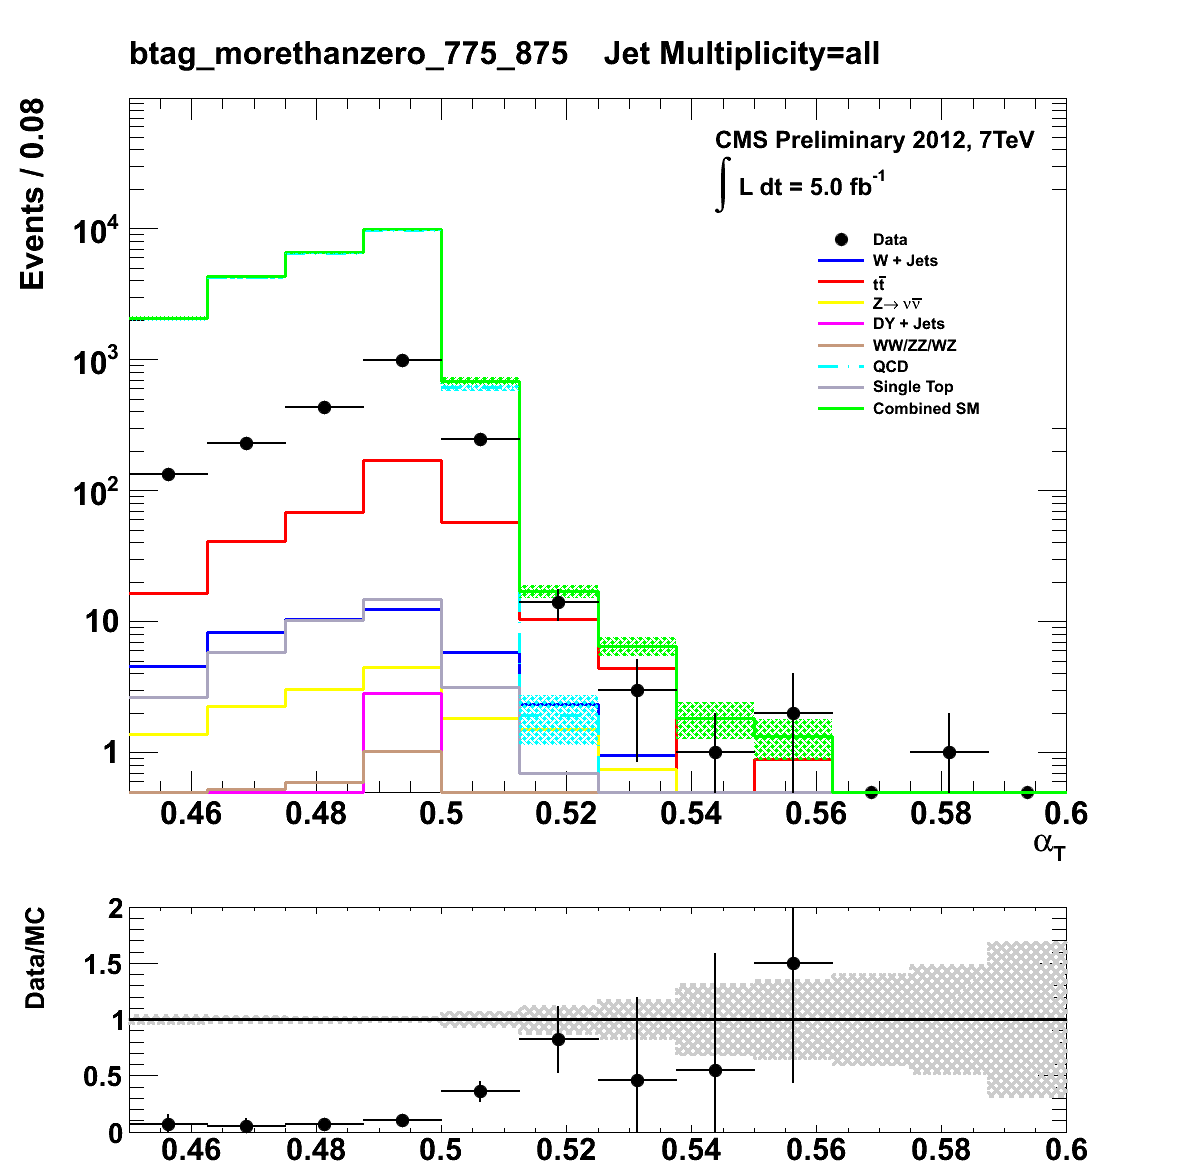 btag_morethanzero_775_875 Jet Multiplicity=all
Events / 0.08
CMS Preliminary 2012, 7TeV
∫ L dt = 5.0 fb⁻¹
Data
W + Jets
tt̅
Z→ νν̅
DY + Jets
WW/ZZ/WZ
QCD
Single Top
Combined SM
10⁴
10³
10²
10
1
0.46 0.48 0.5 0.52 0.54 0.56 0.58 0.6
α_T
Data/MC
2
1.5
1
0.5
0
0.46 0.48 0.5 0.52 0.54 0.56 0.58 0.6